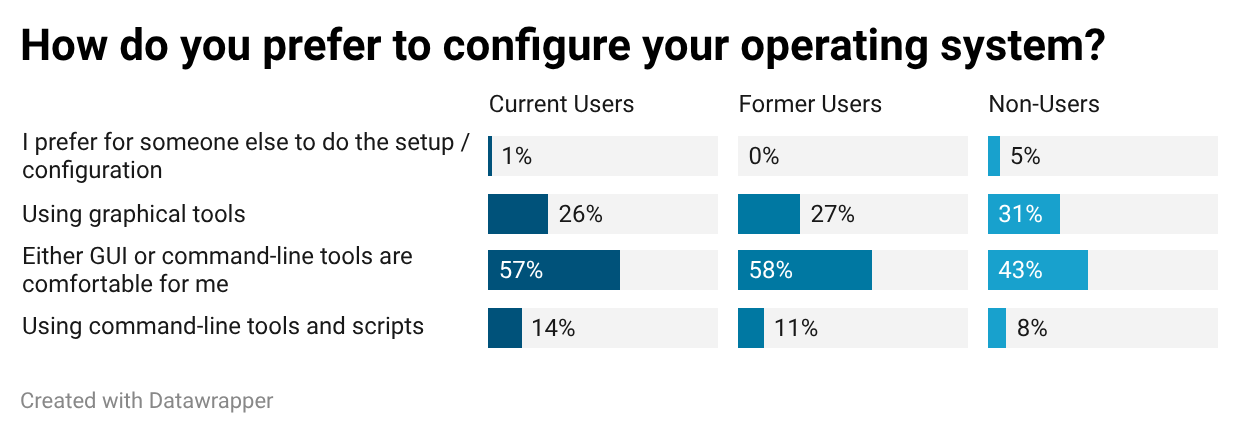 How do you prefer to configure your operating system?
Current Users Former Users Non-Users
I prefer for someone else to do the setup /
configuration
1% 0% 5%
Using graphical tools 26% 27% 31%
Either GUI or command-line tools are
comfortable for me
57% 58% 43%
Using command-line tools and scripts 14% 11% 8%
Created with Datawrapper